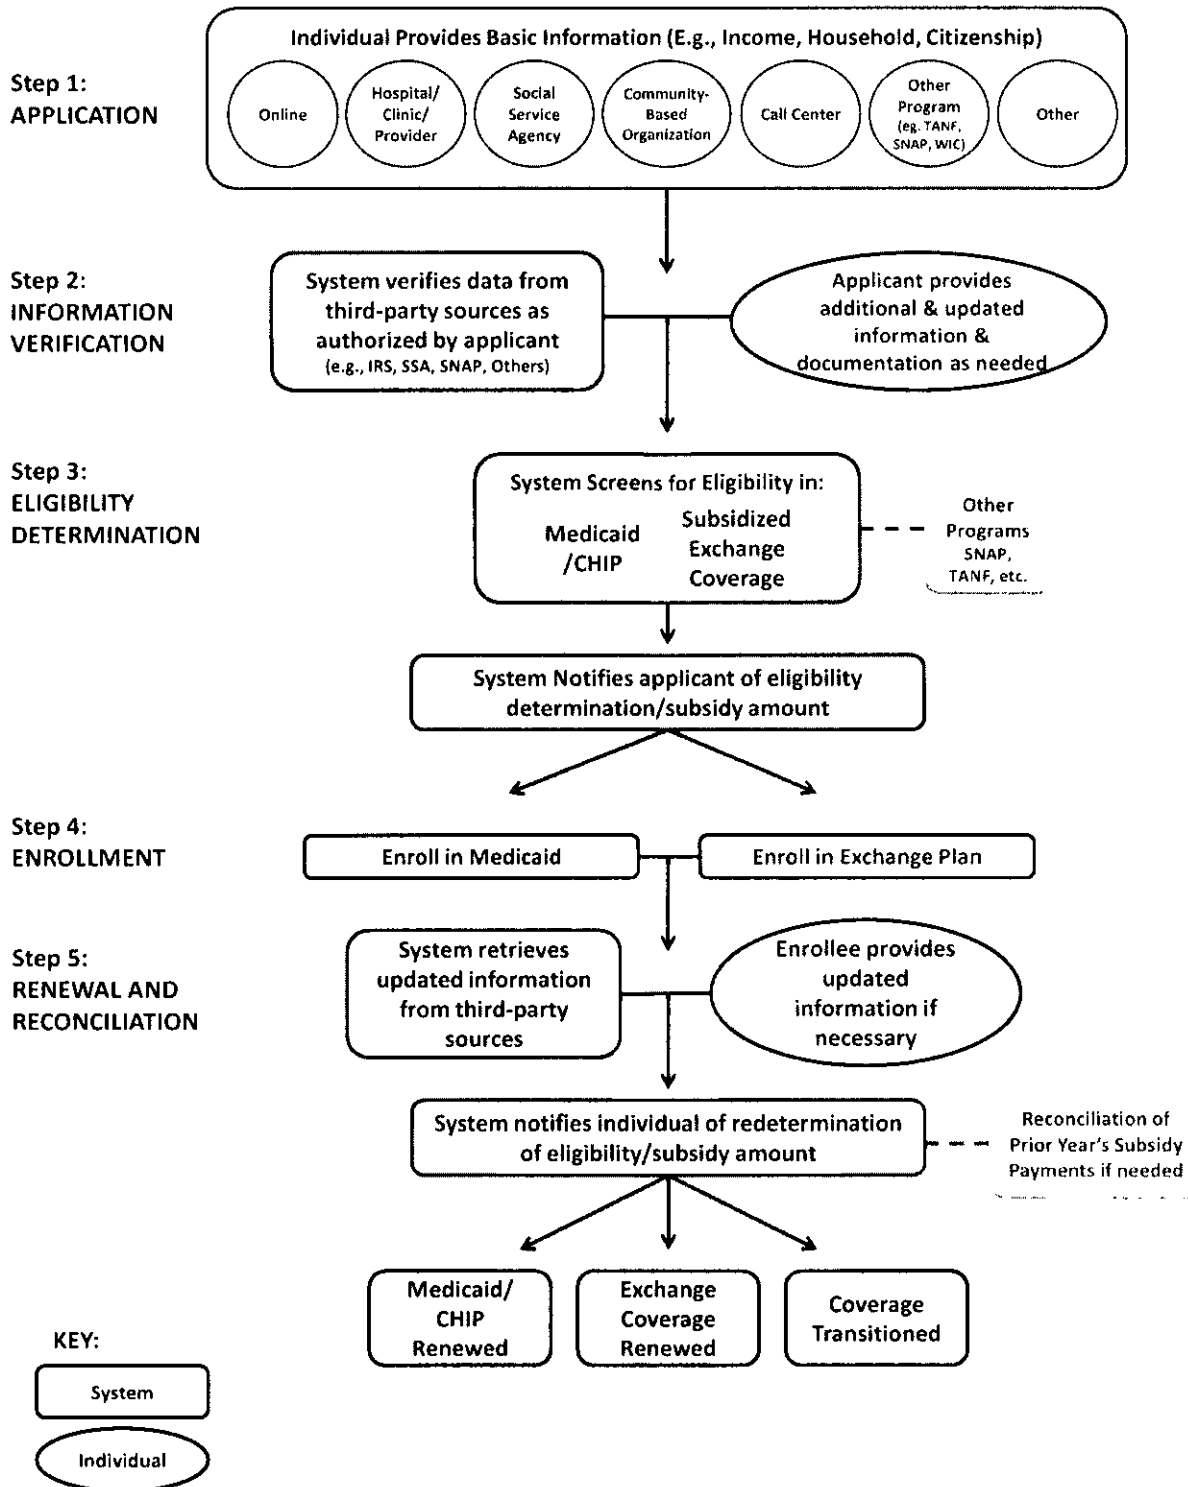 Individual Provides Basic Information (E.g., Income, Household, Citizenship)
Step 1:
APPLICATION
Online
Hospital/
Clinic/
Provider
Social
Service
Agency
Community-
Based
Organization
Call Center
Other
Program
(eg. TANF,
SNAP, WIC)
Other
Step 2:
INFORMATION
VERIFICATION
System verifies data from
third-party sources as
authorized by applicant
(e.g., IRS, SSA, SNAP, Others)
Applicant provides
additional & updated
information &
documentation as needed
Step 3:
ELIGIBILITY
DETERMINATION
System Screens for Eligibility in:
Medicaid
/CHIP
Subsidized
Exchange
Coverage
Other
Programs
SNAP,
TANF, etc.
System Notifies applicant of eligibility
determination/subsidy amount
Step 4:
ENROLLMENT
Enroll in Medicaid
Enroll in Exchange Plan
Step 5:
RENEWAL AND
RECONCILIATION
System retrieves
updated information
from third-party
sources
Enrollee provides
updated
information if
necessary
System notifies individual of redetermination
of eligibility/subsidy amount
Reconciliation of
Prior Year's Subsidy
Payments if needed
Medicaid/
CHIP
Renewed
Exchange
Coverage
Renewed
Coverage
Transitioned
KEY:
System
Individual